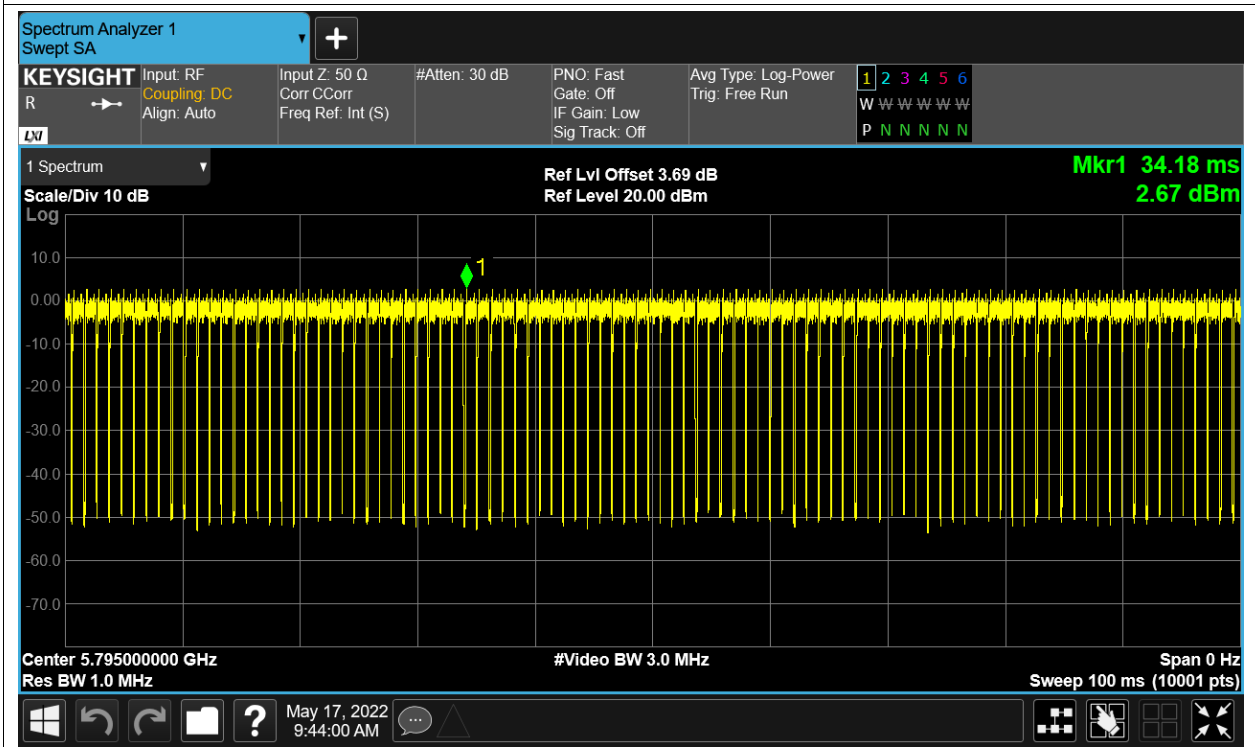 Spectrum Analyzer 1
Swept SA
KEYSIGHT
R
LXI
Input: RF
Coupling: DC
Align: Auto
Input Z: 50 Ω
Corr CCorr
Freq Ref: Int (S)
#Atten: 30 dB
PNO: Fast
Gate: Off
IF Gain: Low
Sig Track: Off
Avg Type: Log-Power
Trig: Free Run
1 2 3 4 5 6
W W W W W W
P N N N N N
1 Spectrum
Scale/Div 10 dB
Log
Ref Lvl Offset 3.69 dB
Ref Level 20.00 dBm
Mkr1 34.18 ms
2.67 dBm
1
10.0
0.00
-10.0
-20.0
-30.0
-40.0
-50.0
-60.0
-70.0
Center 5.795000000 GHz
Res BW 1.0 MHz
#Video BW 3.0 MHz
Span 0 Hz
Sweep 100 ms (10001 pts)
May 17, 2022
9:44:00 AM